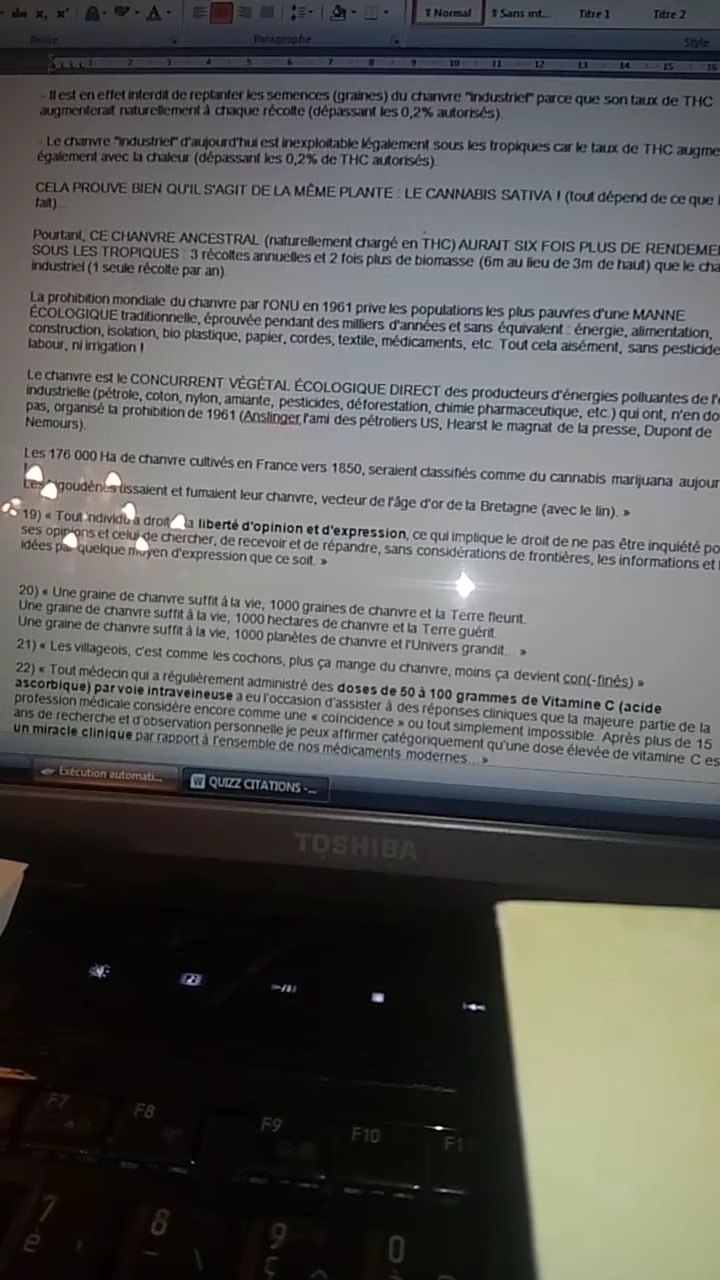 ¶ Normal ¶ Sans int... Titre 1 Titre 2
Police Paragraphe Style
- Il est en effet interdit de replanter les semences (graines) du chanvre "industriel" parce que son taux de THC
augmenterait naturellement à chaque récolte (dépassant les 0,2% autorisés).
- Le chanvre "industriel" d'aujourd'hui est inexploitable légalement sous les tropiques car le taux de THC augme
également avec la chaleur (dépassant les 0,2% de THC autorisés).
CELA PROUVE BIEN QU'IL S'AGIT DE LA MÊME PLANTE : LE CANNABIS SATIVA ! (tout dépend de ce que
fait)
Pourtant, CE CHANVRE ANCESTRAL (naturellement chargé en THC) AURAIT SIX FOIS PLUS DE RENDEME
SOUS LES TROPIQUES : 3 récoltes annuelles et 2 fois plus de biomasse (6m au lieu de 3m de haut) que le cha
industriel (1 seule récolte par an).
La prohibition mondiale du chanvre par l'ONU en 1961 prive les populations les plus pauvres d'une MANNE
ÉCOLOGIQUE traditionnelle, éprouvée pendant des milliers d'années et sans équivalent : énergie, alimentation,
construction, isolation, bio plastique, papier, cordes, textile, médicaments, etc. Tout cela aisément, sans pesticide
labour, ni irrigation !
Le chanvre est le CONCURRENT VÉGÉTAL ÉCOLOGIQUE DIRECT des producteurs d'énergies polluantes de l'
industrielle (pétrole, coton, nylon, amiante, pesticides, déforestation, chimie pharmaceutique, etc.) qui ont, n'en do
pas, organisé la prohibition de 1961 (Anslinger l'ami des pétroliers US, Hearst le magnat de la presse, Dupont de
Nemours).
Les 176 000 Ha de chanvre cultivés en France vers 1850, seraient classifiés comme du cannabis marijuana aujour
Les tissaient et fumaient leur chanvre, vecteur de l'âge d'or de la Bretagne (avec le lin). »
19) « Tout individu a droit à la liberté d'opinion et d'expression, ce qui implique le droit de ne pas être inquiété po
ses opinions et celui de chercher, de recevoir et de répandre, sans considérations de frontières, les informations et
idées par quelque moyen d'expression que ce soit. »
20) « Une graine de chanvre suffit à la vie, 1000 graines de chanvre et la Terre fleurit.
Une graine de chanvre suffit à la vie, 1000 hectares de chanvre et la Terre guérit.
Une graine de chanvre suffit à la vie, 1000 planètes de chanvre et l'Univers grandit... »
21) « Les villageois, c'est comme les cochons, plus ça mange du chanvre, moins ça devient con(-finés) »
22) « Tout médecin qui a régulièrement administré des doses de 50 à 100 grammes de Vitamine C (acide
ascorbique) par voie intraveineuse a eu l'occasion d'assister à des réponses cliniques que la majeure partie de la
profession médicale considère encore comme une « coïncidence » ou tout simplement impossible. Après plus de 15
ans de recherche et d'observation personnelle je peux affirmer catégoriquement qu'une dose élevée de vitamine C es
un miracle clinique par rapport à l'ensemble de nos médicaments modernes... »
Exécution automati... QUIZZ CITATIONS -...
TOSHIBA
F7 F8 F9 F10 F1
7 8 9 0
è _ ç